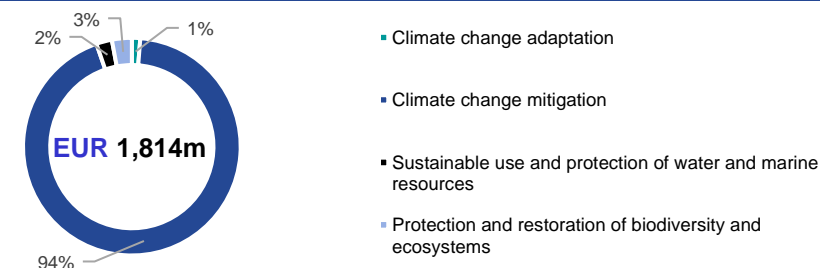 3%
2%
1%
EUR 1,814m
94%
Climate change adaptation
Climate change mitigation
Sustainable use and protection of water and marine
resources
Protection and restoration of biodiversity and
ecosystems